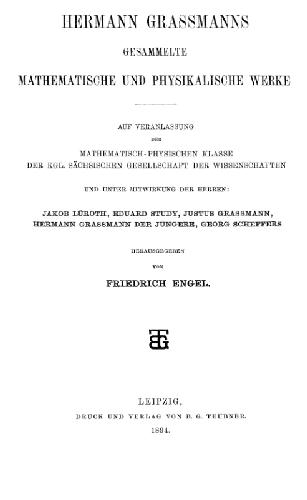 HERMANN GRASSMANNS
GESAMMELTE
MATHEMATISCHE UND PHYSIKALISCHE WERKE
AUF VERANLASSUNG
DER
MATHEMATISCH-PHYSISCHEN KLASSE
DER KGL. SÄCHSISCHEN GESELLSCHAFT DER WISSENSCHAFTEN
UND UNTER MITWIRKUNG DER HERREN:
JAKOB LÜROTH, EDUARD STUDY, JUSTUS GRASSMANN,
HERMANN GRASSMANN DER JÜNGERE, GEORG SCHEFFERS
HERAUSGEGEBEN
VON
FRIEDRICH ENGEL.
BTG
LEIPZIG,
DRUCK UND VERLAG VON B. G. TEUBNER.
1894.